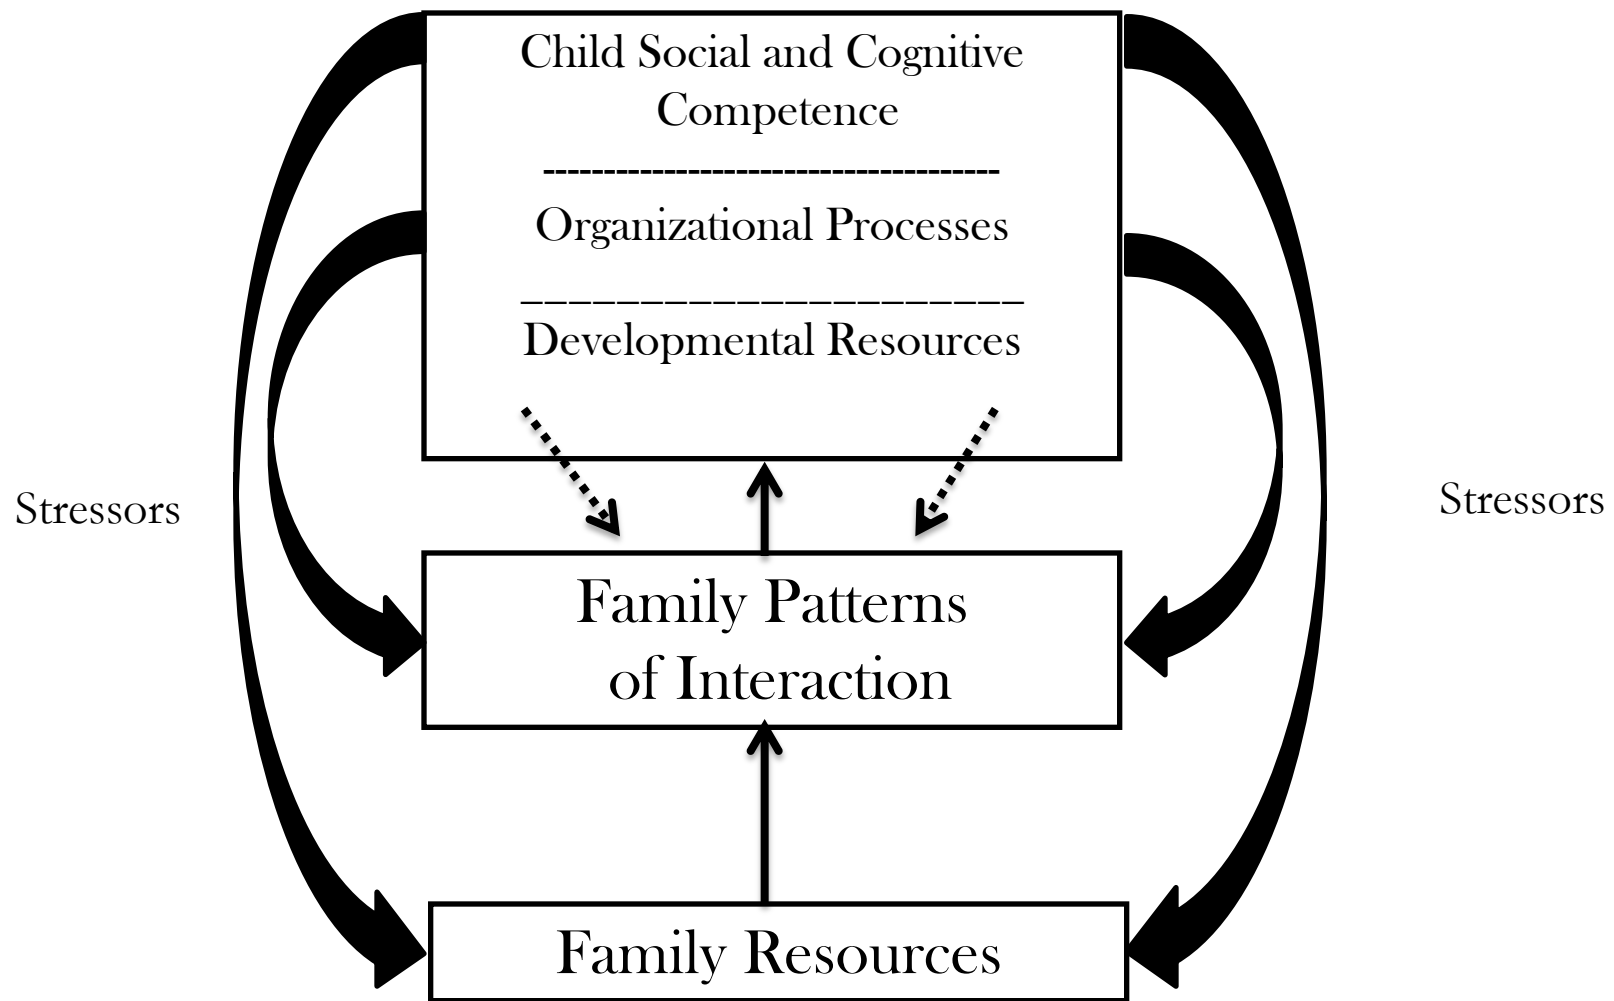 Child Social and Cognitive
Competence
Organizational Processes
Developmental Resources
Stressors
Stressors
Family Patterns
of Interaction
Family Resources